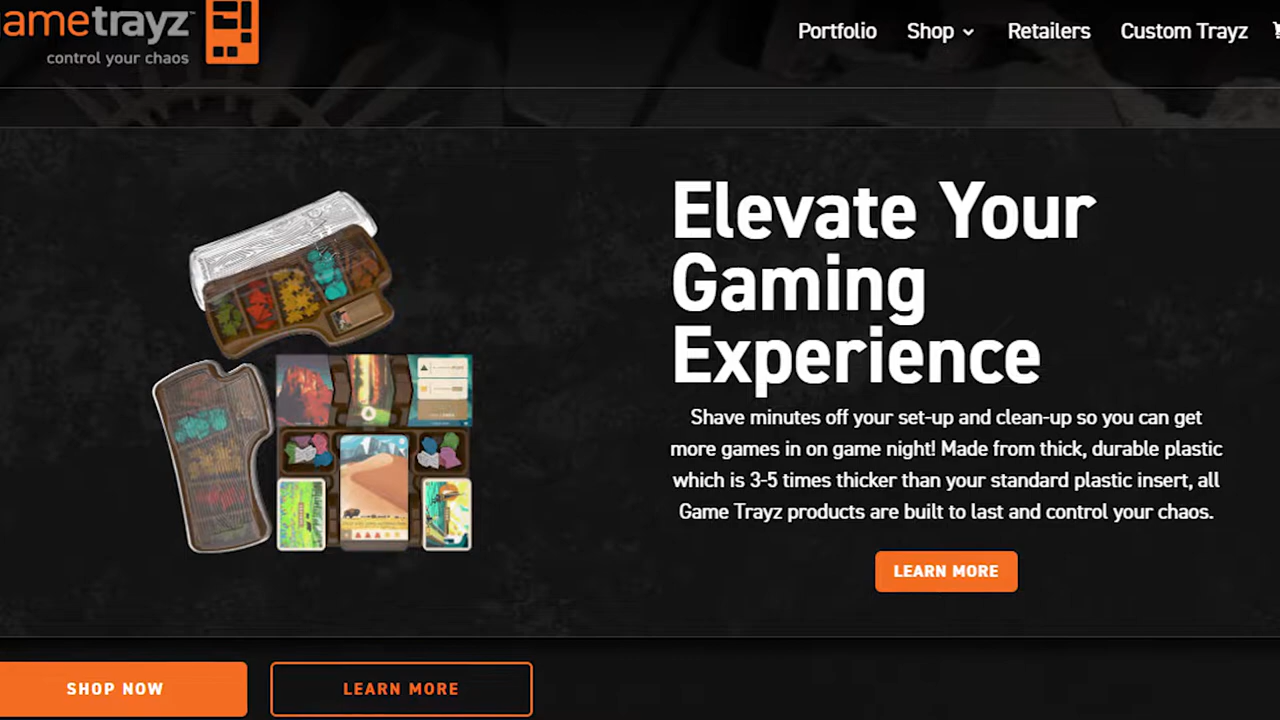 ametrayz
control your chaos
Portfolio
Shop
Retailers
Custom Trayz
Elevate Your
Gaming
Experience
Shave minutes off your set-up and clean-up so you can get
more games in on game night! Made from thick, durable plastic
which is 3-5 times thicker than your standard plastic insert, all
Game Trayz products are built to last and control your chaos.
LEARN MORE
SHOP NOW
LEARN MORE